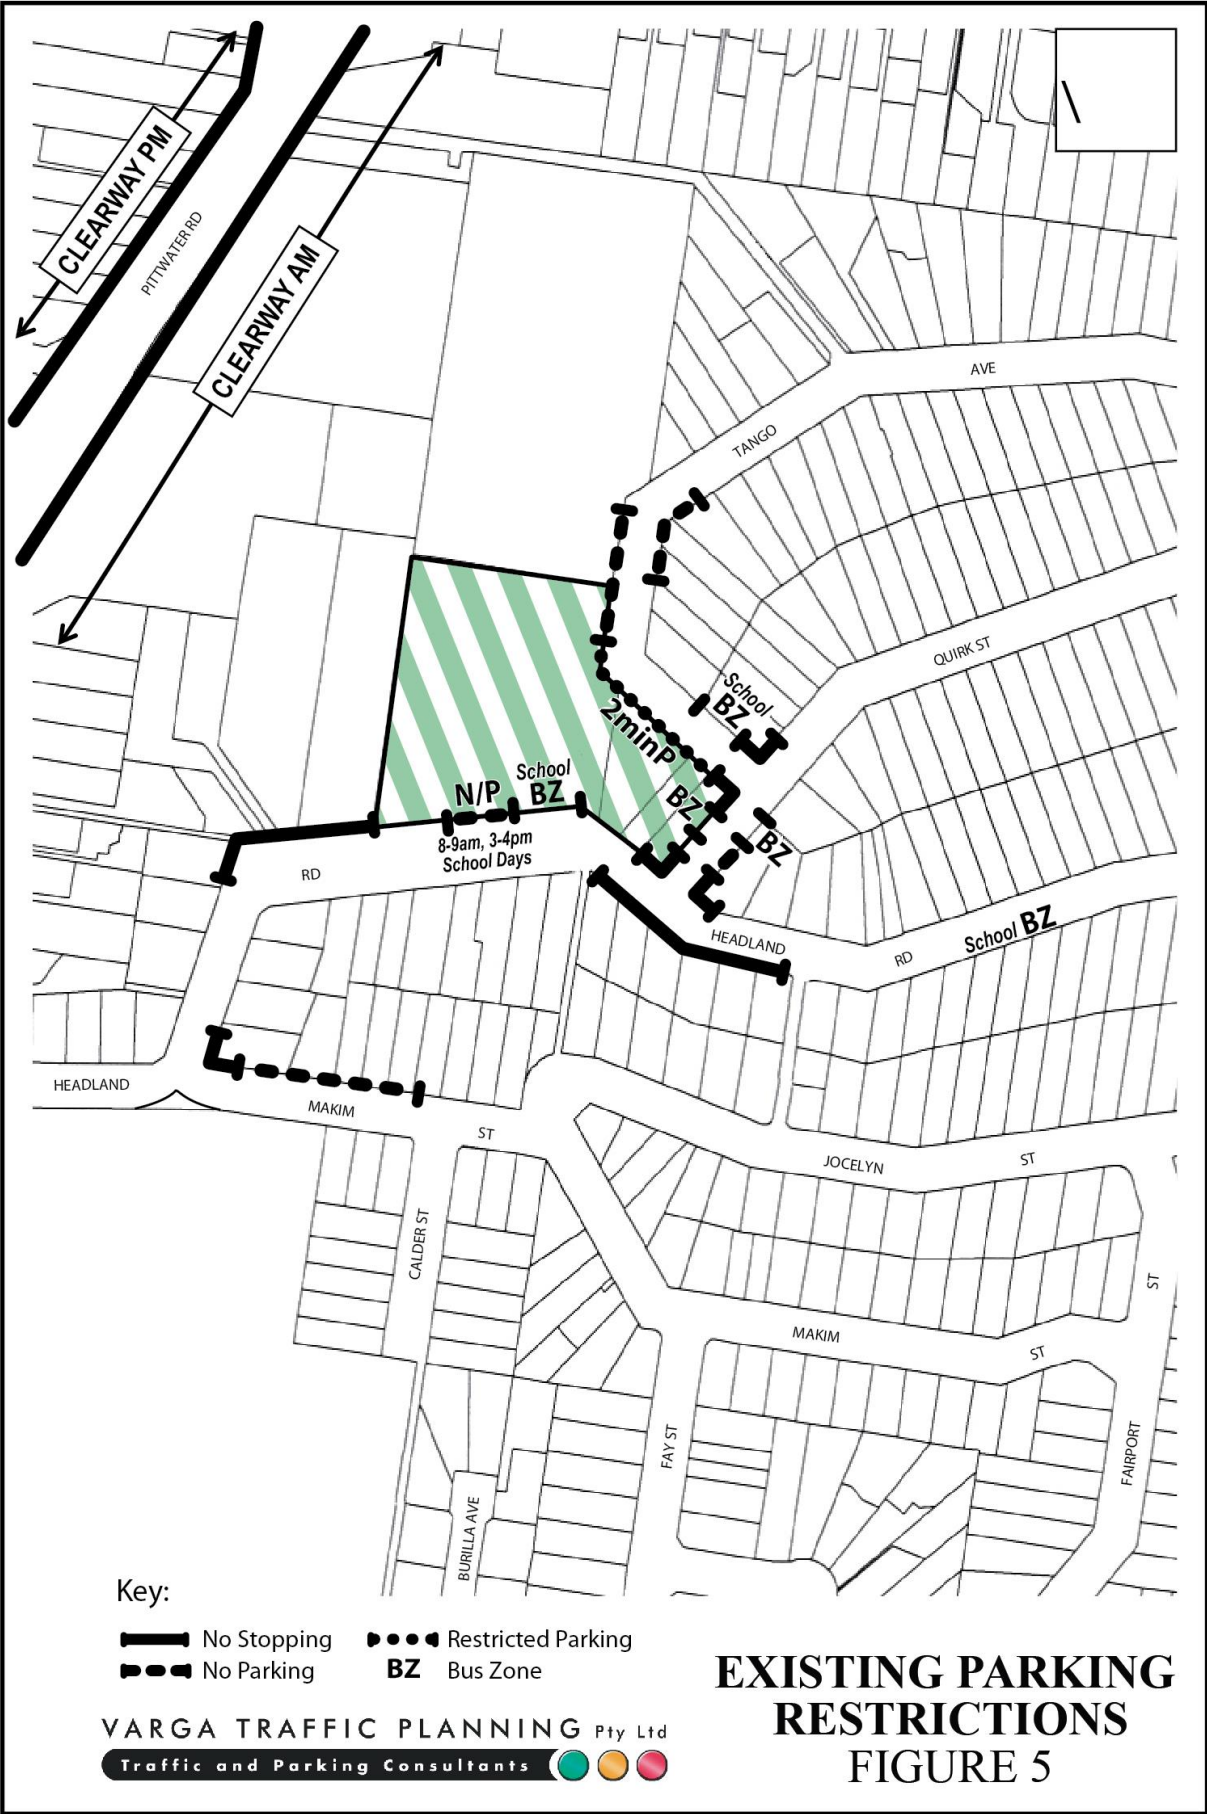 CLEARWAY PM
PITTWATER RD
CLEARWAY AM
AVE
TANGO
QUIRK ST
School
BZ
2minP
School
BZ
N/P
BZ
BZ
8-9am, 3-4pm
School Days
RD
HEADLAND
RD
School BZ
HEADLAND
MAKIM
ST
JOCELYN
ST
CALDER ST
ST
MAKIM
ST
FAY ST
FAIRPORT
BURILLA AVE
Key:
No Stopping
Restricted Parking
No Parking
BZ Bus Zone
EXISTING PARKING
RESTRICTIONS
FIGURE 5
VARGA TRAFFIC PLANNING Pty Ltd
Traffic and Parking Consultants